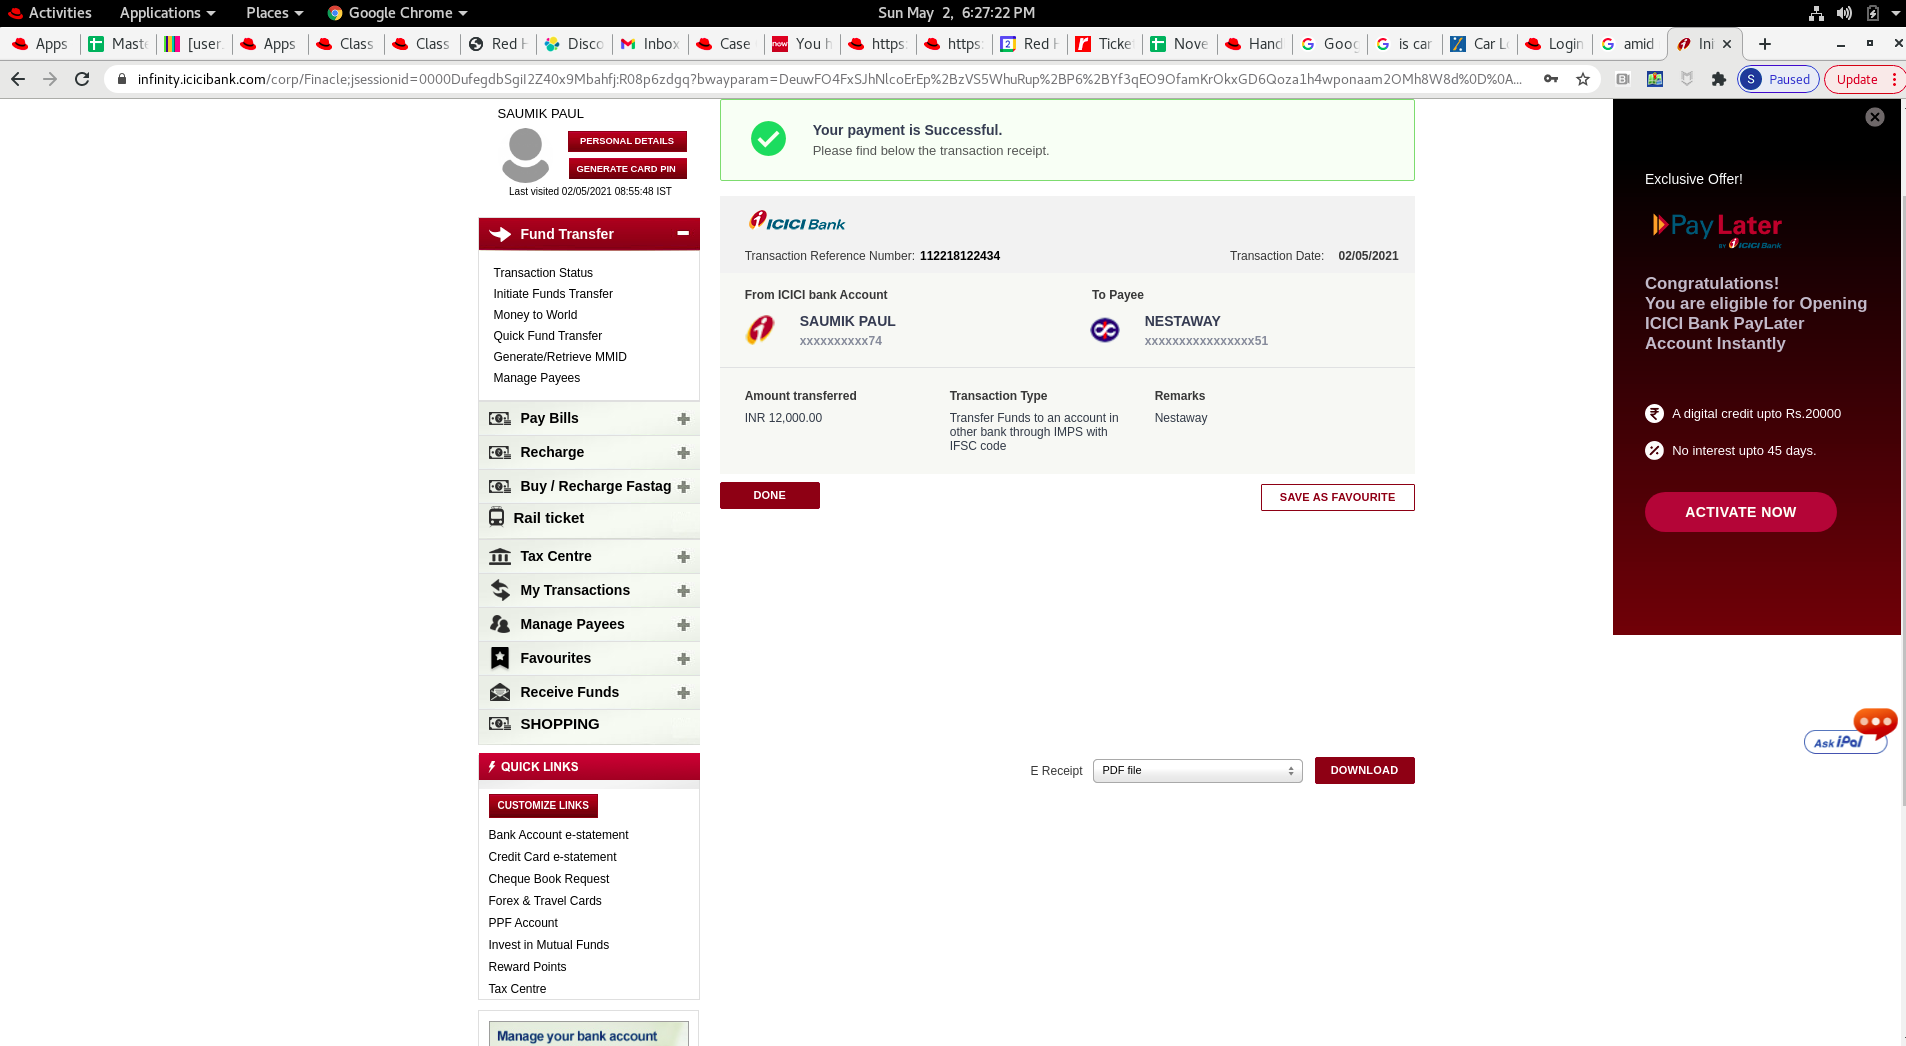 Activities Applications Places Google Chrome Sun May 2, 6:27:22 PM
Apps Maste [user. Apps Class Class Red H Disco Inbox Case You h https: https: Red H Ticke Nove Hand Goog is car Car Lo Login amid Ini
infinity.icicibank.com/corp/Finacle;jsessionid=0000DufegdbSgiI2Z40x9Mbahfj:R08p6zdgq?bwayparam=DeuwFO4FxSJhNlcoErEp%2BzVS5WhuRup%2BP6%2BYf3qEO9OfamKrOkxGD6Qoza1h4wponaam2OMh8W8d%0D%0A... S Paused Update
SAUMIK PAUL
PERSONAL DETAILS
GENERATE CARD PIN
Last visited 02/05/2021 08:55:48 IST
Fund Transfer
Transaction Status
Initiate Funds Transfer
Money to World
Quick Fund Transfer
Generate/Retrieve MMID
Manage Payees
Pay Bills
Recharge
Buy / Recharge Fastag
Rail ticket
Tax Centre
My Transactions
Manage Payees
Favourites
Receive Funds
SHOPPING
QUICK LINKS
CUSTOMIZE LINKS
Bank Account e-statement
Credit Card e-statement
Cheque Book Request
Forex & Travel Cards
PPF Account
Invest in Mutual Funds
Reward Points
Tax Centre
Manage your bank account
Your payment is Successful.
Please find below the transaction receipt.
ICICI Bank
Transaction Reference Number: 112218122434 Transaction Date: 02/05/2021
From ICICI bank Account To Payee
SAUMIK PAUL NESTAWAY
xxxxxxxxxx74 xxxxxxxxxxxxxxxx51
Amount transferred Transaction Type Remarks
INR 12,000.00 Transfer Funds to an account in Nestaway
other bank through IMPS with
IFSC code
DONE SAVE AS FAVOURITE
E Receipt PDF file DOWNLOAD
Exclusive Offer!
Pay Later
BY ICICI Bank
Congratulations!
You are eligible for Opening
ICICI Bank PayLater
Account Instantly
A digital credit upto Rs.20000
No interest upto 45 days.
ACTIVATE NOW
Ask iPal